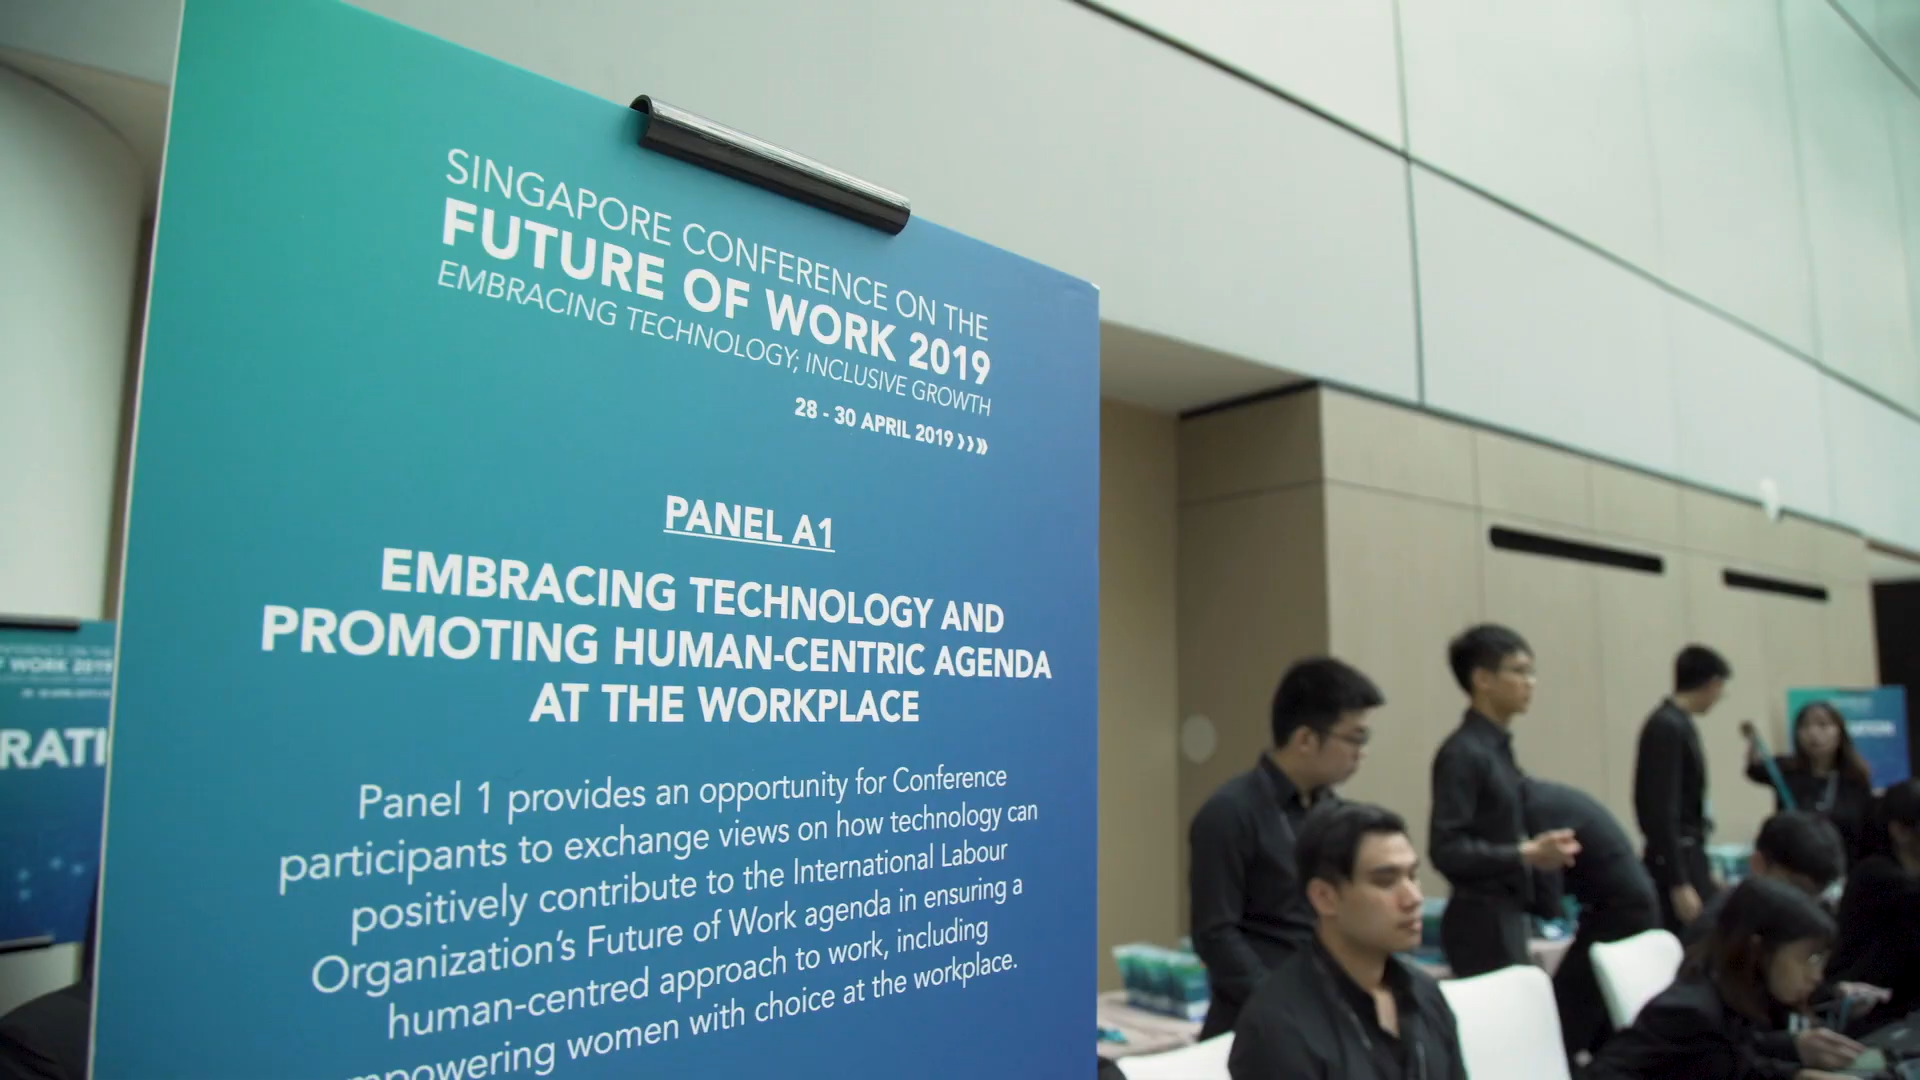 SINGAPORE CONFERENCE ON THE
FUTURE OF WORK 2019
EMBRACING TECHNOLOGY; INCLUSIVE GROWTH
28 - 30 APRIL 2019
PANEL A1
EMBRACING TECHNOLOGY AND
PROMOTING HUMAN-CENTRIC AGENDA
AT THE WORKPLACE
Panel 1 provides an opportunity for Conference
participants to exchange views on how technology can
positively contribute to the International Labour
Organization's Future of Work agenda in ensuring a
human-centred approach to work, including
mpowering women with choice at the workplace.
WORK 2019
RATI